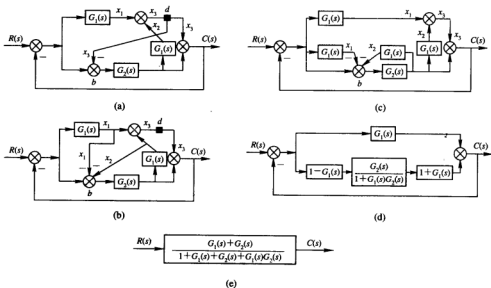 G₁(s) x₁ x₃ d
x₂ x₃
R(s) C(s)
x₃ G₁(s)
G₂(s)
b
(a)
G₁(s) x₁
x₃
x₂
R(s) C(s)
G₁(s) x₁ x₂ G₁(s) G₁(s) x₃
G₂(s)
b
(c)
G₁(s) x₁ x₃ d
R(s) C(s)
x₁ x₂ G₁(s) x₃
G₂(s)
b
(b)
G₁(s)
R(s) C(s)
1-G₁(s) G₂(s) 1+G₁(s)
1+G₁(s)G₂(s)
(d)
R(s) G₁(s)+G₂(s) C(s)
1+G₁(s)+G₂(s)+G₁(s)G₂(s)
(e)